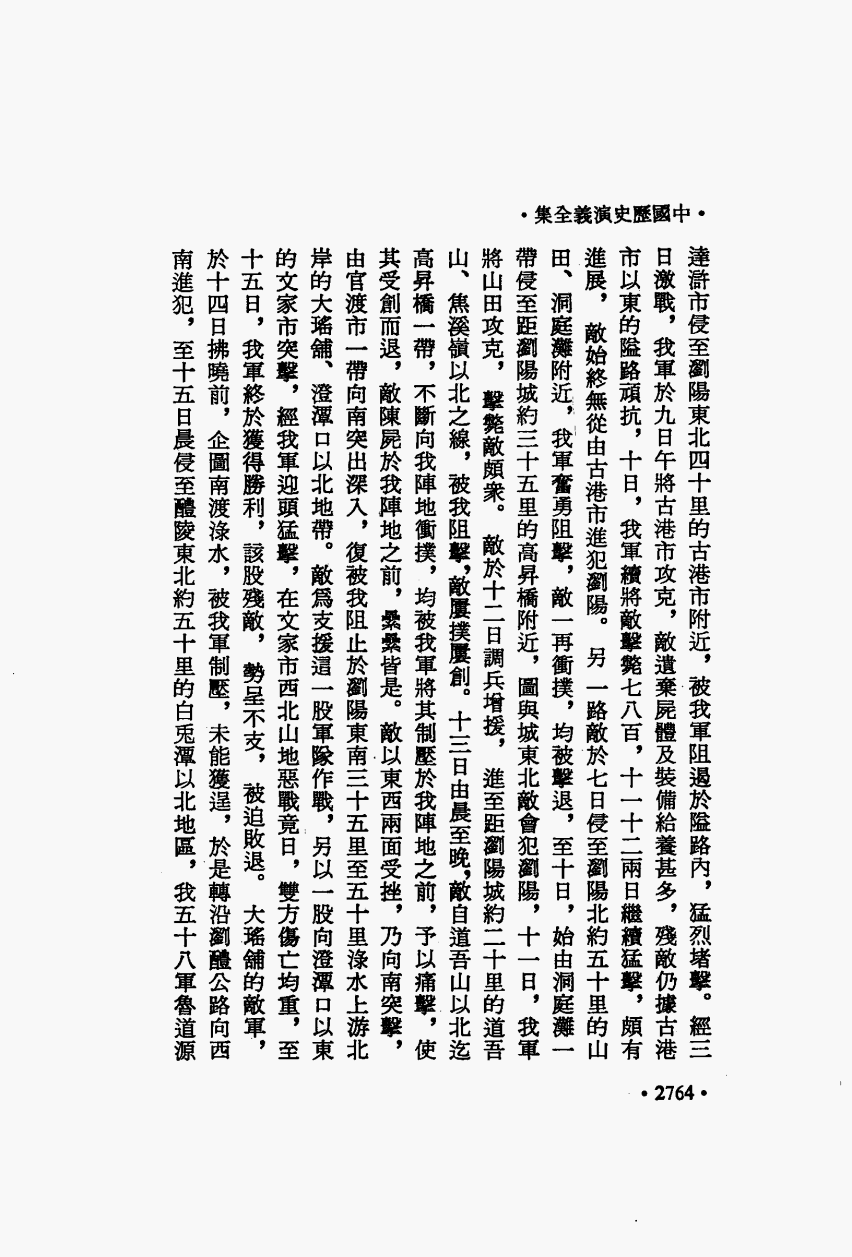 •中國歷史演義全集•
達滸市侵至瀏陽東北四十里的古港市附近，被我軍阻遏於隘路內，猛烈堵擊。經三
日激戰，我軍於九日午將古港市攻克，敵遺棄屍體及裝備給養甚多，殘敵仍據古港
市以東的隘路頑抗，十日，我軍續將敵擊斃七八百，十一十二兩日繼續猛擊，頗有
進展，敵始終無從由古港市進犯瀏陽。另一路敵於七日侵至瀏陽北約五十里的山
田、洞庭灘附近，我軍奮勇阻擊，敵一再衝撲，均被擊退，至十日，始由洞庭灘一
帶侵至距瀏陽城約三十五里的高昇橋附近，圖與城東北敵會犯瀏陽，十一日，我軍
將山田攻克，擊斃敵頗衆。敵於十二日調兵增援，進至距瀏陽城約二十里的道吾
山、焦溪嶺以北之線，被我阻擊，敵屢撲屢創。十三日由晨至晚，敵自道吾山以北迄
高昇橋一帶，不斷向我陣地衝撲，均被我軍將其制壓於我陣地之前，予以痛擊，使
其受創而退，敵陳屍於我陣地之前，纍纍皆是。敵以東西兩面受挫，乃向南突擊，
由官渡市一帶向南突出深入，復被我阻止於瀏陽東南三十五里至五十里淥水上游北
岸的大瑤舖、澄潭口以北地帶。敵爲支援這一股軍隊作戰，另以一股向澄潭口以東
的文家市突擊，經我軍迎頭猛擊，在文家市西北山地惡戰竟日，雙方傷亡均重，至
十五日，我軍終於獲得勝利，該股殘敵，勢呈不支，被迫敗退。大瑤舖的敵軍，
於十四日拂曉前，企圖南渡淥水，被我軍制壓，未能獲逞，於是轉沿瀏醴公路向西
南進犯，至十五日晨侵至醴陵東北約五十里的白兎潭以北地區，我五十八軍魯道源
•2764•